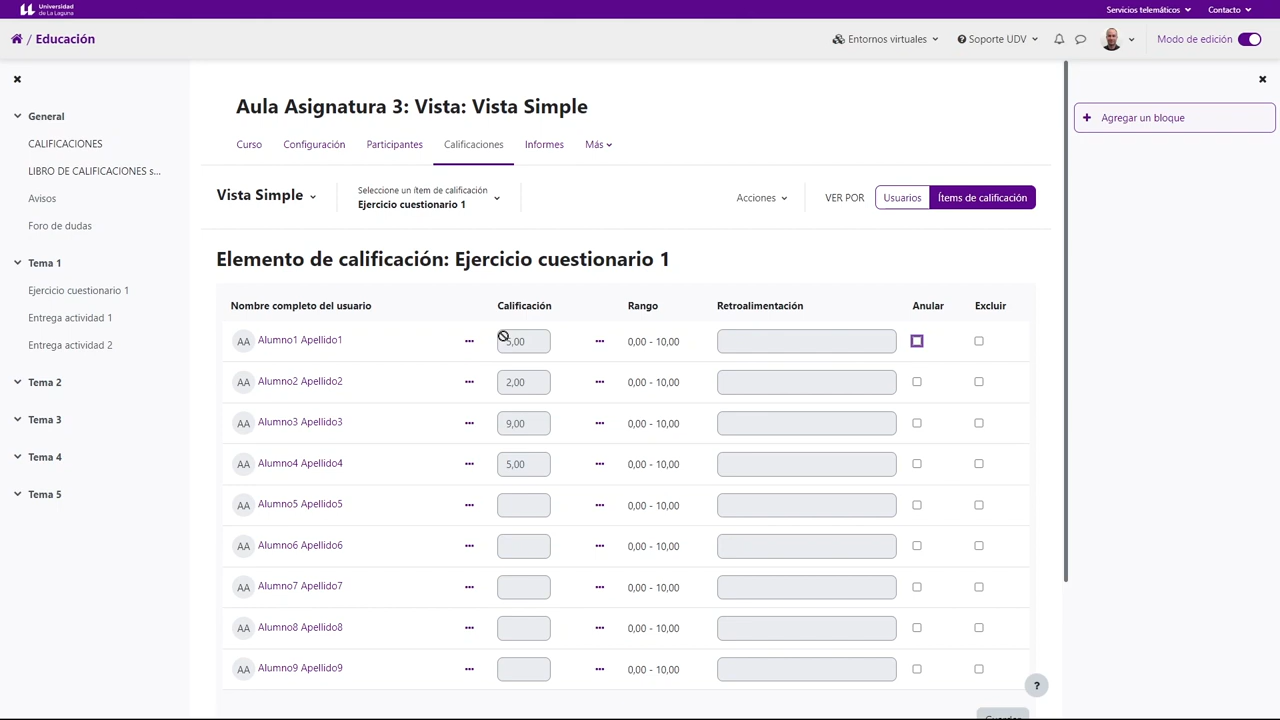 Universidad
de La Laguna
Servicios telemáticos
Contacto
/ Educación
Entornos virtuales
Soporte UDV
Modo de edición
General
CALIFICACIONES
LIBRO DE CALIFICACIONES s...
Avisos
Foro de dudas
Tema 1
Ejercicio cuestionario 1
Entrega actividad 1
Entrega actividad 2
Tema 2
Tema 3
Tema 4
Tema 5
Aula Asignatura 3: Vista: Vista Simple
Curso Configuración Participantes Calificaciones Informes Más
Vista Simple
Seleccione un ítem de calificación
Ejercicio cuestionario 1
Acciones
VER POR
Usuarios
Ítems de calificación
Elemento de calificación: Ejercicio cuestionario 1
Nombre completo del usuario Calificación Rango Retroalimentación Anular Excluir
AA Alumno1 Apellido1 ••• 5,00 ••• 0,00 - 10,00
AA Alumno2 Apellido2 ••• 2,00 ••• 0,00 - 10,00
AA Alumno3 Apellido3 ••• 9,00 ••• 0,00 - 10,00
AA Alumno4 Apellido4 ••• 5,00 ••• 0,00 - 10,00
AA Alumno5 Apellido5 ••• ••• 0,00 - 10,00
AA Alumno6 Apellido6 ••• ••• 0,00 - 10,00
AA Alumno7 Apellido7 ••• ••• 0,00 - 10,00
AA Alumno8 Apellido8 ••• ••• 0,00 - 10,00
AA Alumno9 Apellido9 ••• ••• 0,00 - 10,00
+ Agregar un bloque
?